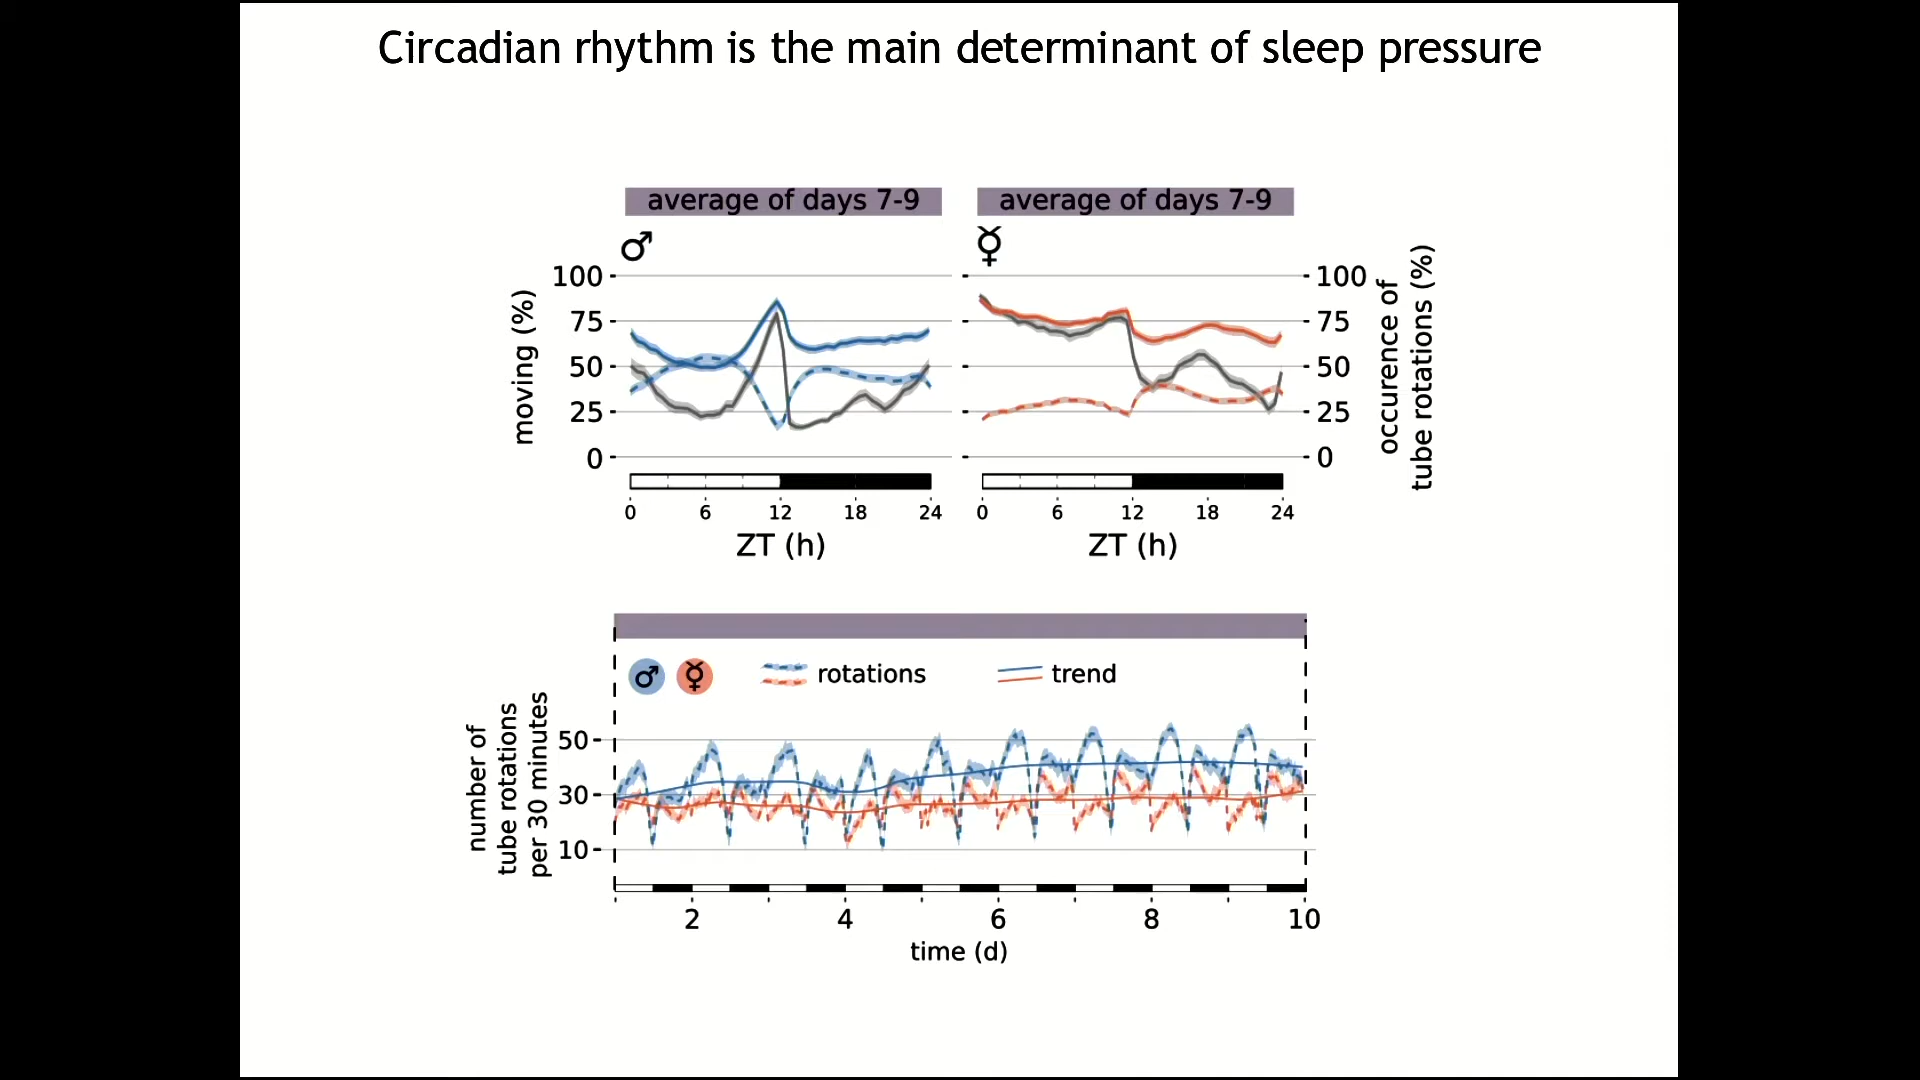 Circadian rhythm is the main determinant of sleep pressure
average of days 7-9
average of days 7-9
♂
☿
moving (%)
100
75
50
25
0
100
75
50
25
0
occurence of
tube rotations (%)
0 6 12 18 24
0 6 12 18 24
ZT (h)
ZT (h)
♂ ☿ rotations trend
number of
tube rotations
per 30 minutes
50
30
10
2 4 6 8 10
time (d)